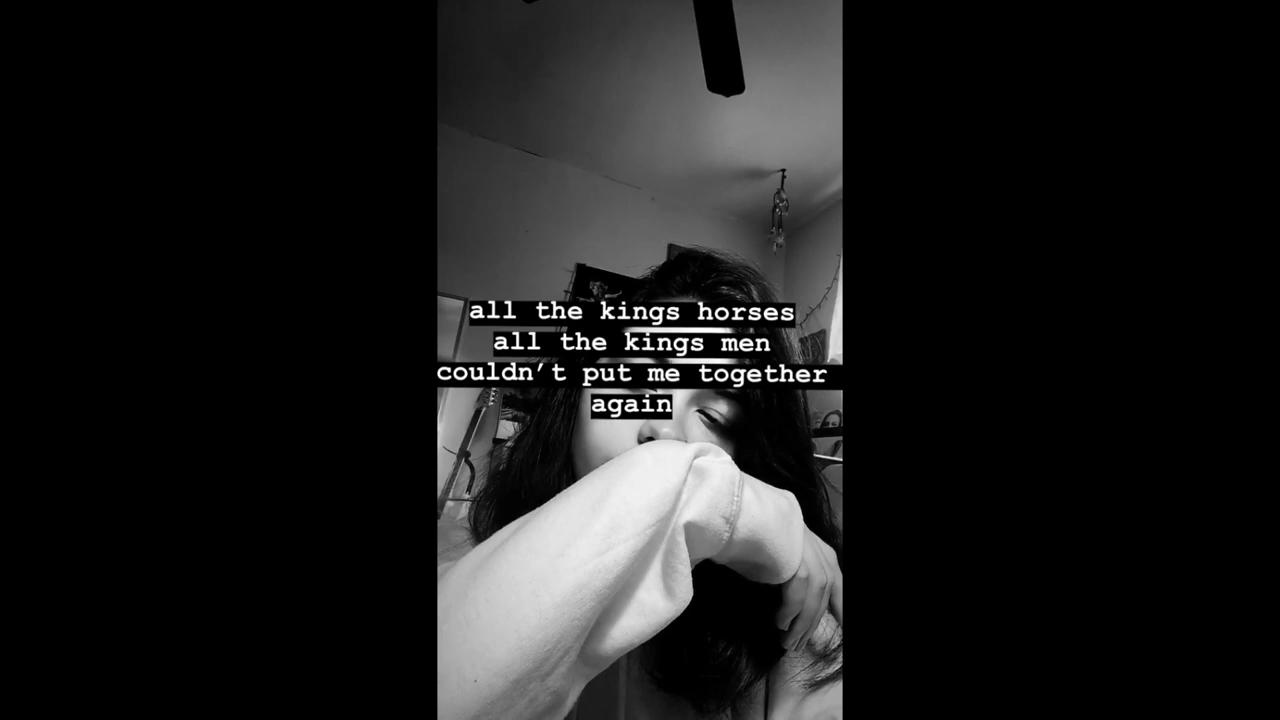 all the kings horses
all the kings men
couldn’t put me together
again